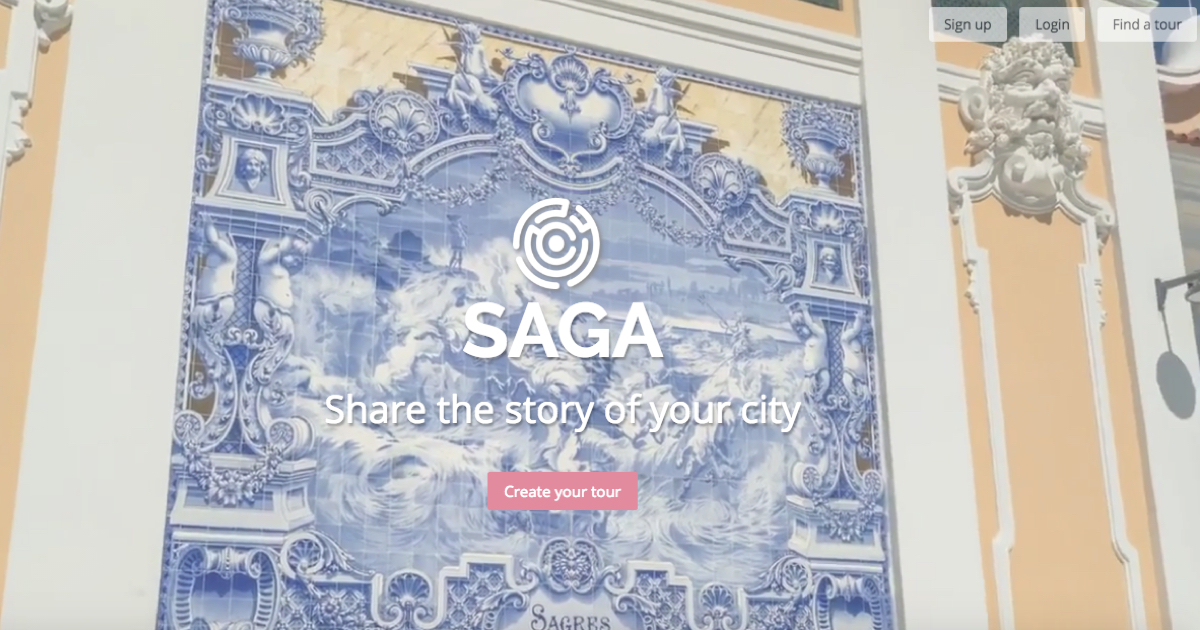 Sign up
Login
Find a tour
SAGA
Share the story of your city
Create your tour
SAGRES